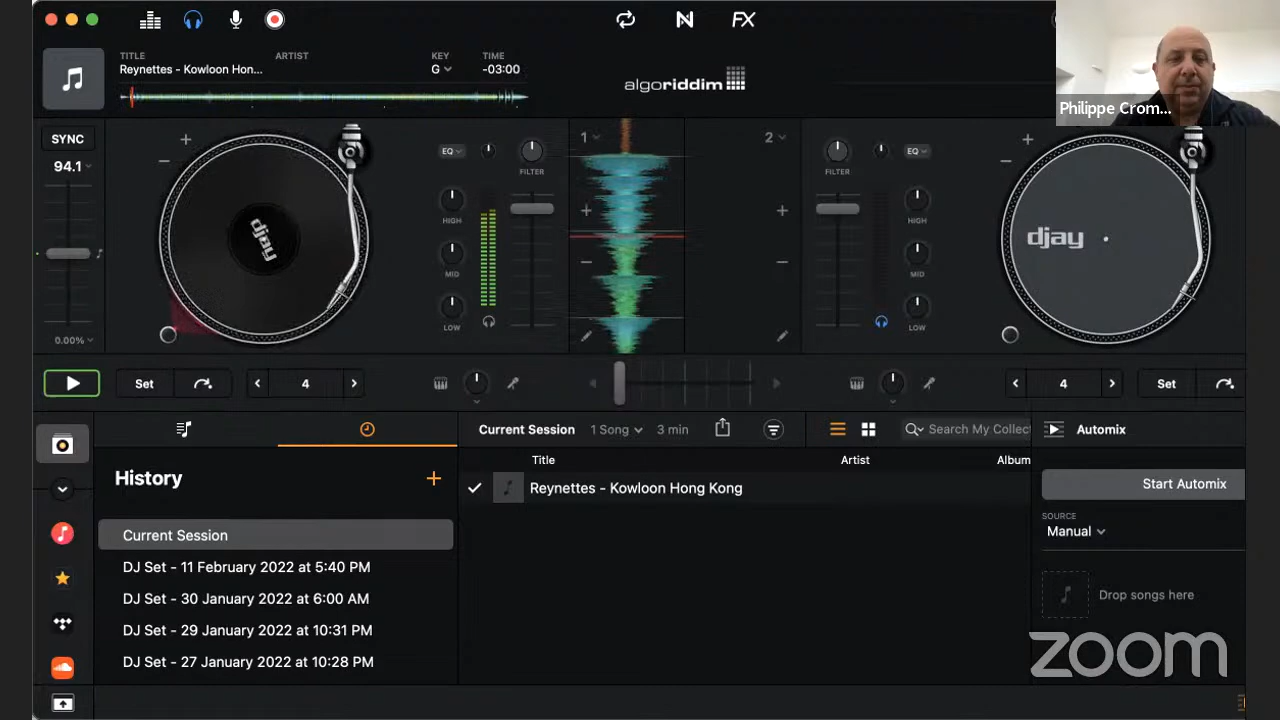 FX
TITLE
ARTIST
KEY
TIME
Reynettes - Kowloon Hon...
G
-03:00
algoriddim
Philippe Crom...
SYNC
94.1
EQ
FILTER
1
2
FILTER
EQ
HIGH
HIGH
MID
MID
LOW
LOW
djay
djay
0.00%
Set
4
4
Set
Current Session
1 Song
3 min
Search My Collect
Automix
History
Title
Artist
Album
Reynettes - Kowloon Hong Kong
Start Automix
Current Session
SOURCE
Manual
DJ Set - 11 February 2022 at 5:40 PM
DJ Set - 30 January 2022 at 6:00 AM
Drop songs here
DJ Set - 29 January 2022 at 10:31 PM
DJ Set - 27 January 2022 at 10:28 PM
zoom